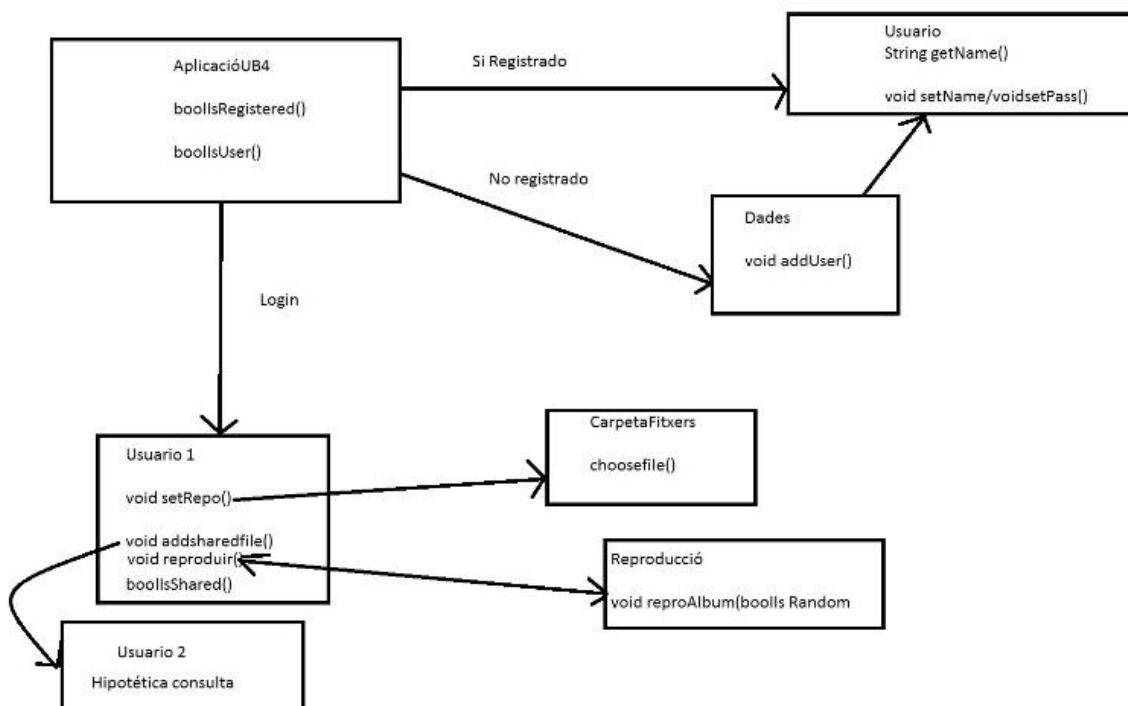 AplicacióUB4
boolIsRegistered()
boolIsUser()
Si Registrado
Usuario
String getName()
void setName/voidsetPass()
No registrado
Dades
void addUser()
Login
Usuario 1
void setRepo()
void addsharedfile()
void reproduir()
boolIsShared()
CarpetaFitxers
choosefile()
Reproducció
void reproAlbum(boolIs Random
Usuario 2
Hipotética consulta